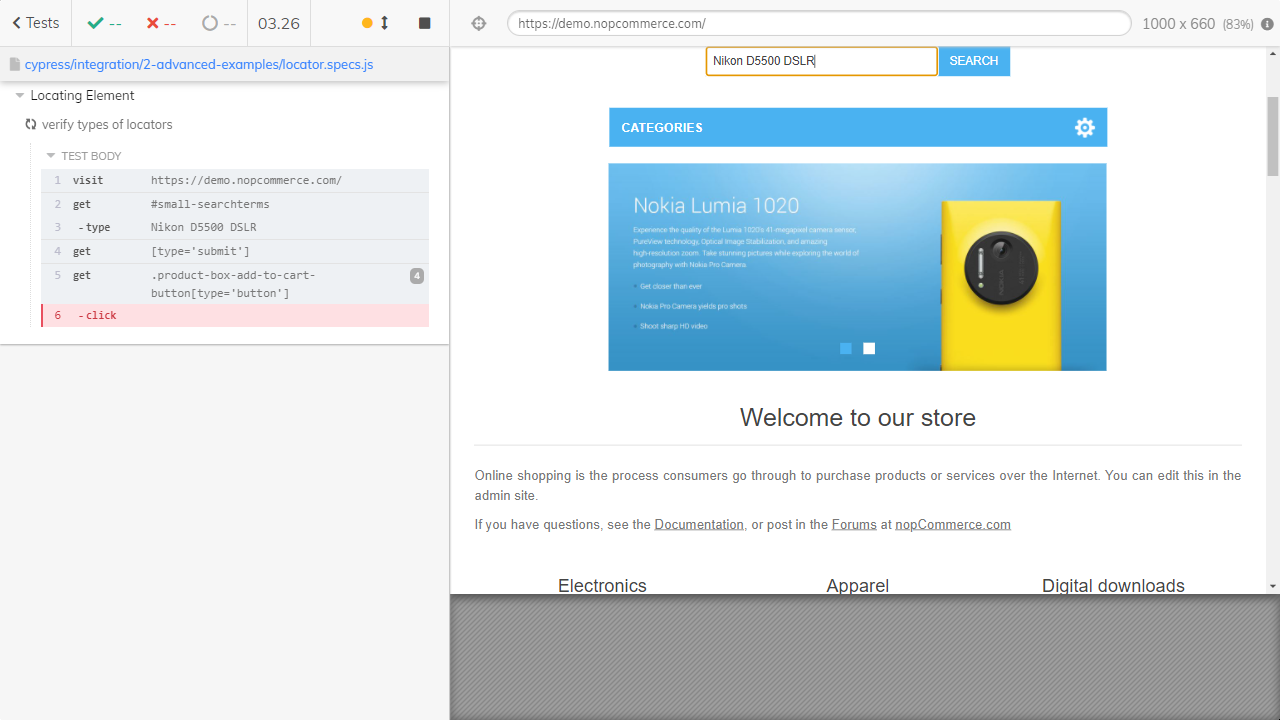 Tests
--
--
--
03.26
https://demo.nopcommerce.com/
1000 x 660 (83%)
cypress/integration/2-advanced-examples/locator.specs.js
Locating Element
verify types of locators
TEST BODY
1 visit https://demo.nopcommerce.com/
2 get #small-searchterms
3 -type Nikon D5500 DSLR
4 get [type='submit']
5 get .product-box-add-to-cart-
button[type='button'] 4
6 -click
Nikon D5500 DSLR
SEARCH
CATEGORIES
Nokia Lumia 1020
Experience the quality of the Lumia 1020's 41-megapixel camera sensor,
PureView technology, Optical Image Stabilization, and amazing
high-resolution zoom. Take stunning pictures while exploring the world of
photography with Nokia Pro Camera.
Get closer than ever
Nokia Pro Camera yields pro shots
Shoot sharp HD video
Welcome to our store
Online shopping is the process consumers go through to purchase products or services over the Internet. You can edit this in the
admin site.
If you have questions, see the Documentation, or post in the Forums at nopCommerce.com
Electronics
Apparel
Digital downloads